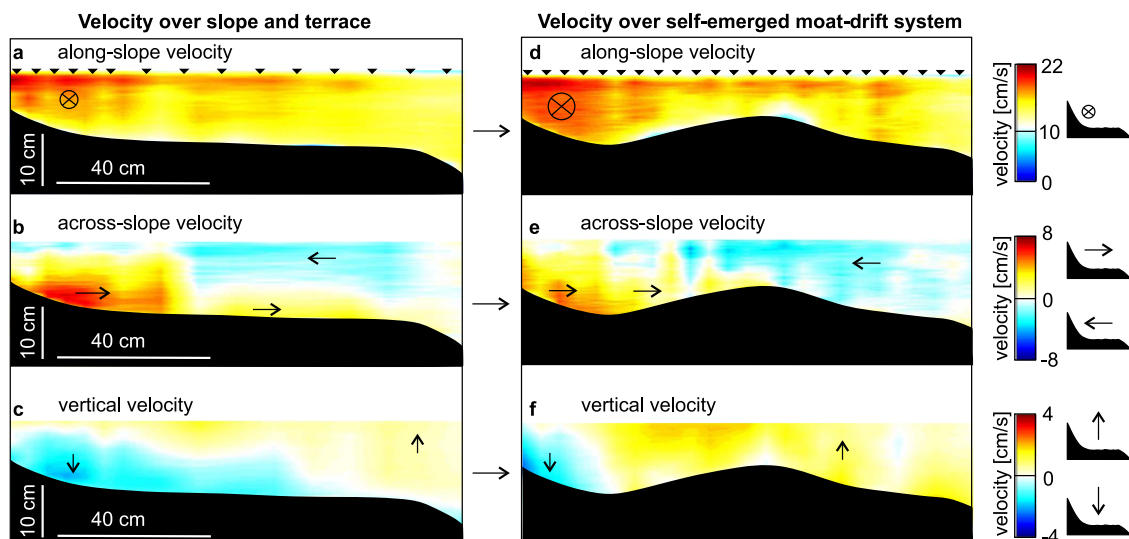 Velocity over slope and terrace
Velocity over self-emerged moat-drift system
a along-slope velocity
10 cm
40 cm
d along-slope velocity
velocity [cm/s]
22
10
0
b across-slope velocity
10 cm
40 cm
e across-slope velocity
velocity [cm/s]
8
0
-8
c vertical velocity
10 cm
40 cm
f vertical velocity
velocity [cm/s]
4
0
-4